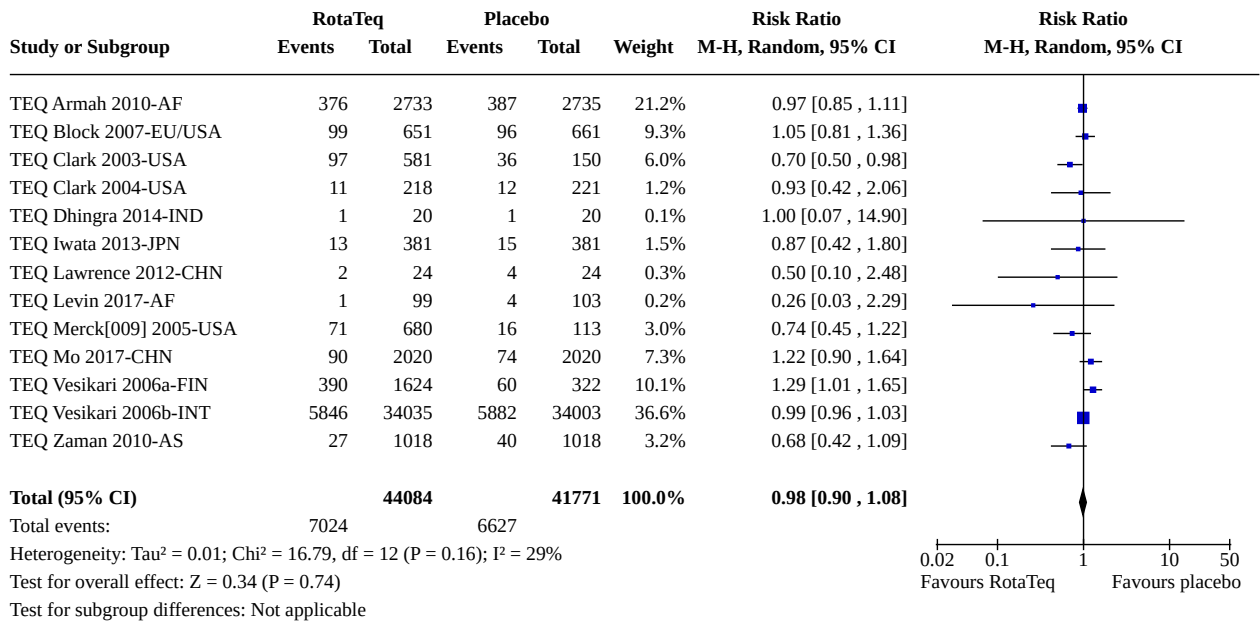 RotaTeq Placebo Risk Ratio Risk Ratio
Study or Subgroup Events Total Events Total Weight M-H, Random, 95% CI M-H, Random, 95% CI
TEQ Armah 2010-AF 376 2733 387 2735 21.2% 0.97 [0.85 , 1.11]
TEQ Block 2007-EU/USA 99 651 96 661 9.3% 1.05 [0.81 , 1.36]
TEQ Clark 2003-USA 97 581 36 150 6.0% 0.70 [0.50 , 0.98]
TEQ Clark 2004-USA 11 218 12 221 1.2% 0.93 [0.42 , 2.06]
TEQ Dhingra 2014-IND 1 20 1 20 0.1% 1.00 [0.07 , 14.90]
TEQ Iwata 2013-JPN 13 381 15 381 1.5% 0.87 [0.42 , 1.80]
TEQ Lawrence 2012-CHN 2 24 4 24 0.3% 0.50 [0.10 , 2.48]
TEQ Levin 2017-AF 1 99 4 103 0.2% 0.26 [0.03 , 2.29]
TEQ Merck[009] 2005-USA 71 680 16 113 3.0% 0.74 [0.45 , 1.22]
TEQ Mo 2017-CHN 90 2020 74 2020 7.3% 1.22 [0.90 , 1.64]
TEQ Vesikari 2006a-FIN 390 1624 60 322 10.1% 1.29 [1.01 , 1.65]
TEQ Vesikari 2006b-INT 5846 34035 5882 34003 36.6% 0.99 [0.96 , 1.03]
TEQ Zaman 2010-AS 27 1018 40 1018 3.2% 0.68 [0.42 , 1.09]
Total (95% CI) 44084 41771 100.0% 0.98 [0.90 , 1.08]
Total events: 7024 6627
Heterogeneity: Tau² = 0.01; Chi² = 16.79, df = 12 (P = 0.16); I² = 29%
Test for overall effect: Z = 0.34 (P = 0.74)
Test for subgroup differences: Not applicable
0.02 0.1 1 10 50
Favours RotaTeq Favours placebo